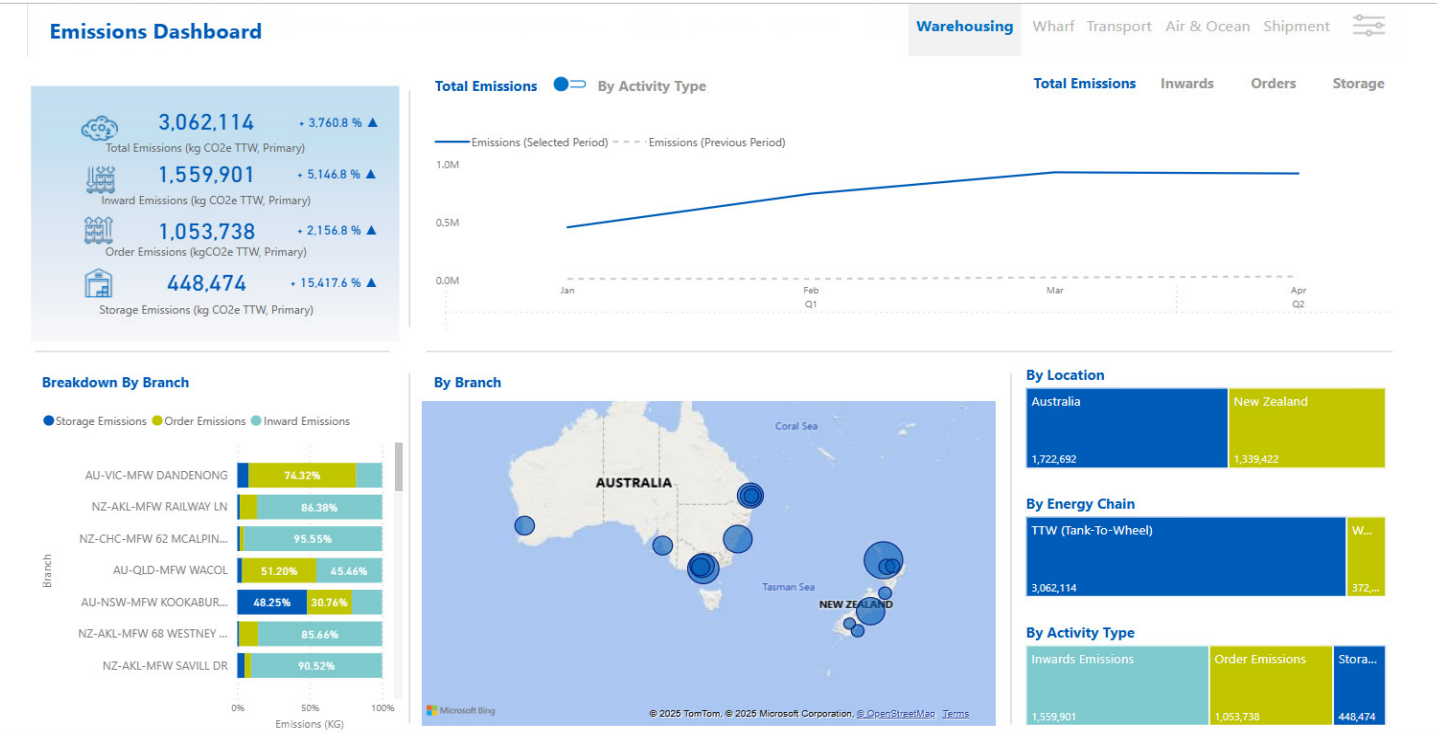 Emissions Dashboard
Warehousing Wharf Transport Air & Ocean Shipment
3,062,114 + 3,760.8 % ▲
Total Emissions (kg CO2e TTW, Primary)
1,559,901 + 5,146.8 % ▲
Inward Emissions (kg CO2e TTW, Primary)
1,053,738 + 2,156.8 % ▲
Order Emissions (kgCO2e TTW, Primary)
448,474 + 15,417.6 % ▲
Storage Emissions (kg CO2e TTW, Primary)
Total Emissions By Activity Type
Total Emissions Inwards Orders Storage
Emissions (Selected Period) Emissions (Previous Period)
1.0M
0.5M
0.0M
Jan Feb Mar Apr
Q1 Q2
Breakdown By Branch
Storage Emissions Order Emissions Inward Emissions
Branch
AU-VIC-MFW DANDENONG 74.32%
NZ-AKL-MFW RAILWAY LN 86.38%
NZ-CHC-MFW 62 MCALPIN... 95.55%
AU-QLD-MFW WACOL 51.20% 45.46%
AU-NSW-MFW KOOKABUR... 48.25% 30.76%
NZ-AKL-MFW 68 WESTNEY ... 85.66%
NZ-AKL-MFW SAVILL DR 90.52%
0% 50% 100%
Emissions (KG)
By Branch
Coral Sea
AUSTRALIA
Tasman Sea
NEW ZEALAND
Microsoft Bing
© 2025 TomTom, © 2025 Microsoft Corporation, © OpenStreetMap Terms
By Location
Australia New Zealand
1,722,692 1,339,422
By Energy Chain
TTW (Tank-To-Wheel) W...
3,062,114 372,...
By Activity Type
Inwards Emissions Order Emissions Stora...
1,559,901 1,053,738 448,474